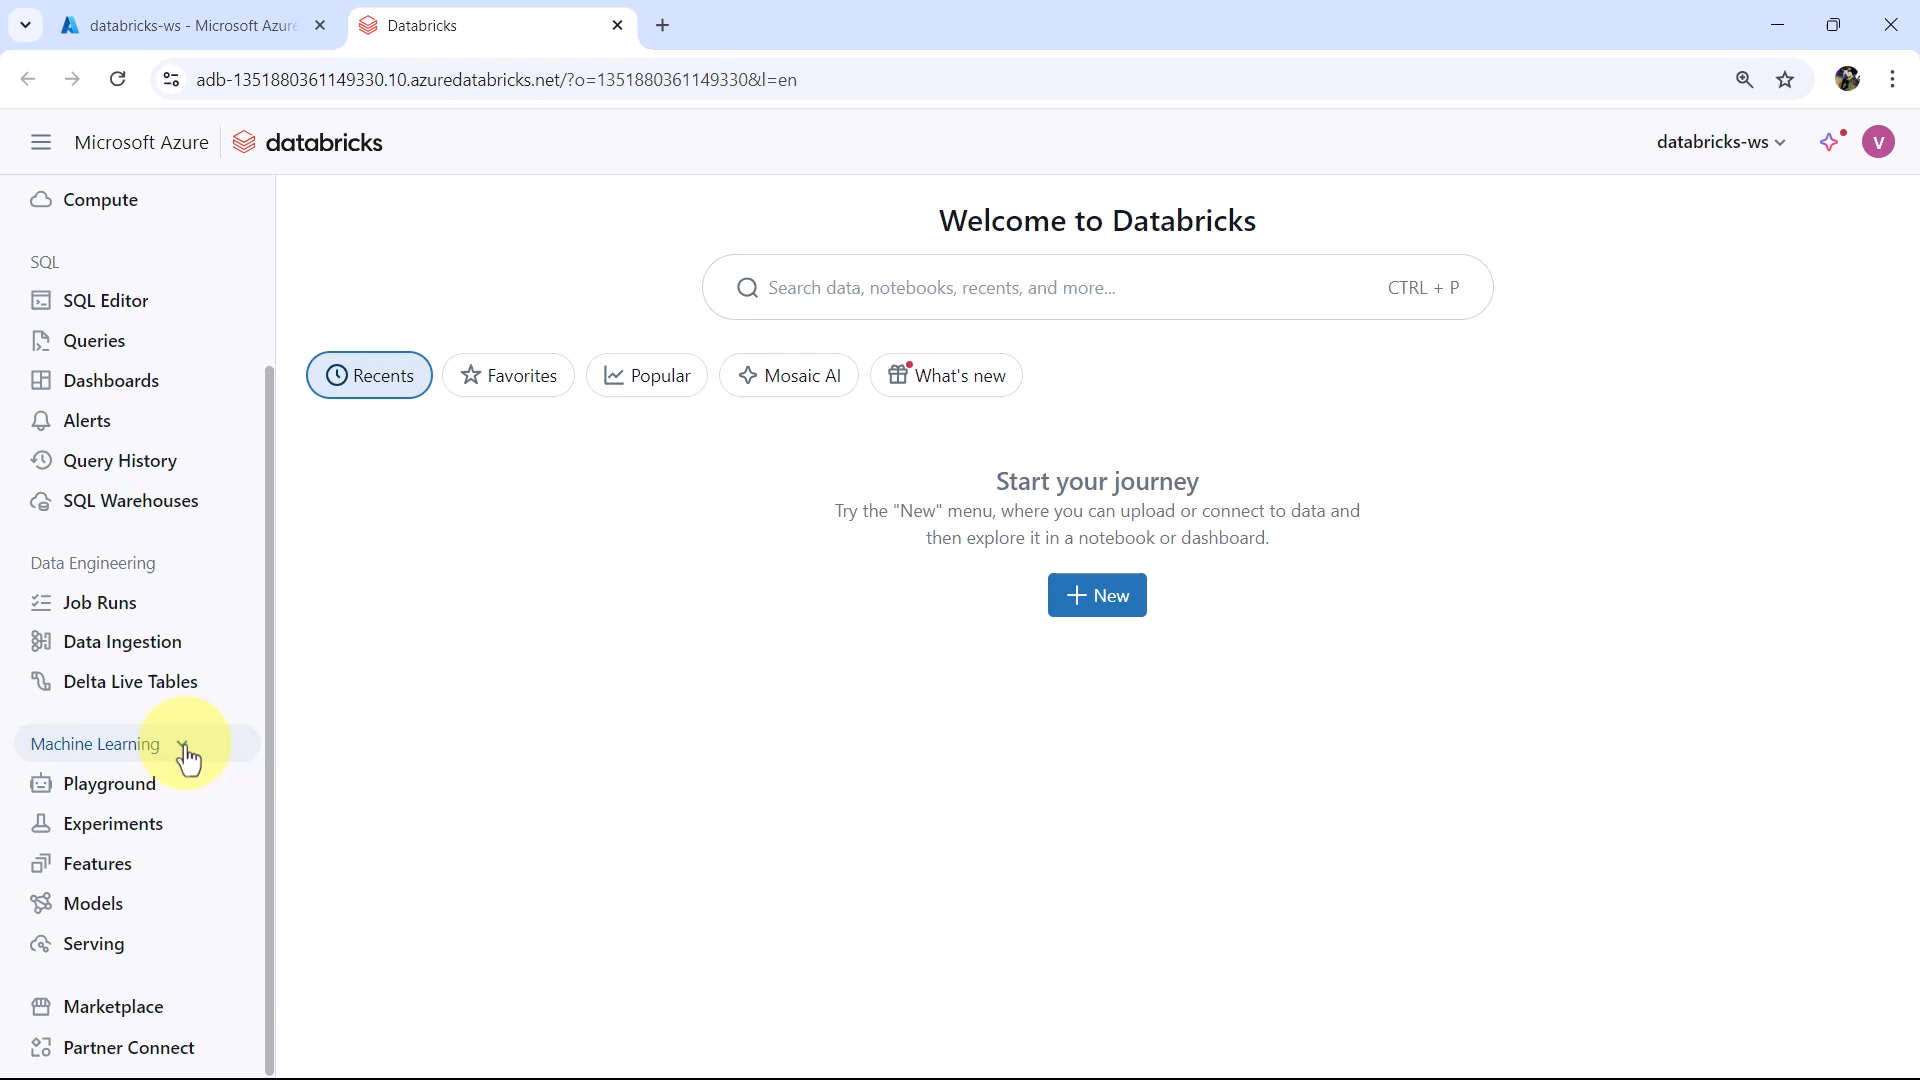 databricks-ws - Microsoft Azure
Databricks
adb-1351880361149330.10.azuredatabricks.net/?o=1351880361149330&l=en
Microsoft Azure
databricks
databricks-ws
V
Compute
SQL
SQL Editor
Queries
Dashboards
Alerts
Query History
SQL Warehouses
Data Engineering
Job Runs
Data Ingestion
Delta Live Tables
Machine Learning
Playground
Experiments
Features
Models
Serving
Marketplace
Partner Connect
Welcome to Databricks
Search data, notebooks, recents, and more... CTRL + P
Recents Favorites Popular Mosaic AI What's new
Start your journey
Try the "New" menu, where you can upload or connect to data and
then explore it in a notebook or dashboard.
New